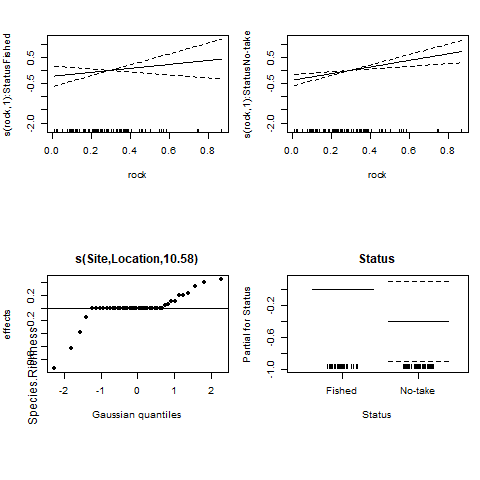 s(rock,1):StatusFished
0.5
-0.5
-2.0
0.0 0.2 0.4 0.6 0.8
rock
s(rock,1):StatusNo-take
0.5
-0.5
-2.0
0.0 0.2 0.4 0.6 0.8
rock
s(Site,Location,10.58)
effects
Species.Richness
0.2
-0.2
-2 -1 0 1 2
Gaussian quantiles
Status
Partial for Status
-0.2
-0.6
-1.0
Fished No-take
Status